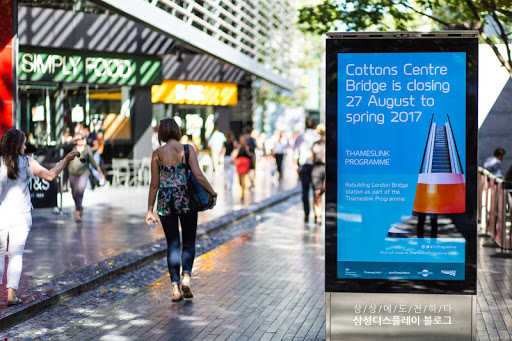 SIMPLY FOOD
&S
Cottons Centre
Bridge is closing
27 August to
spring 2017
THAMESLINK
PROGRAMME
Rebuilding London Bridge
station as part of the
Thameslink Programme
상/상/에/도/전/하/다
삼성디스플레이 블로그